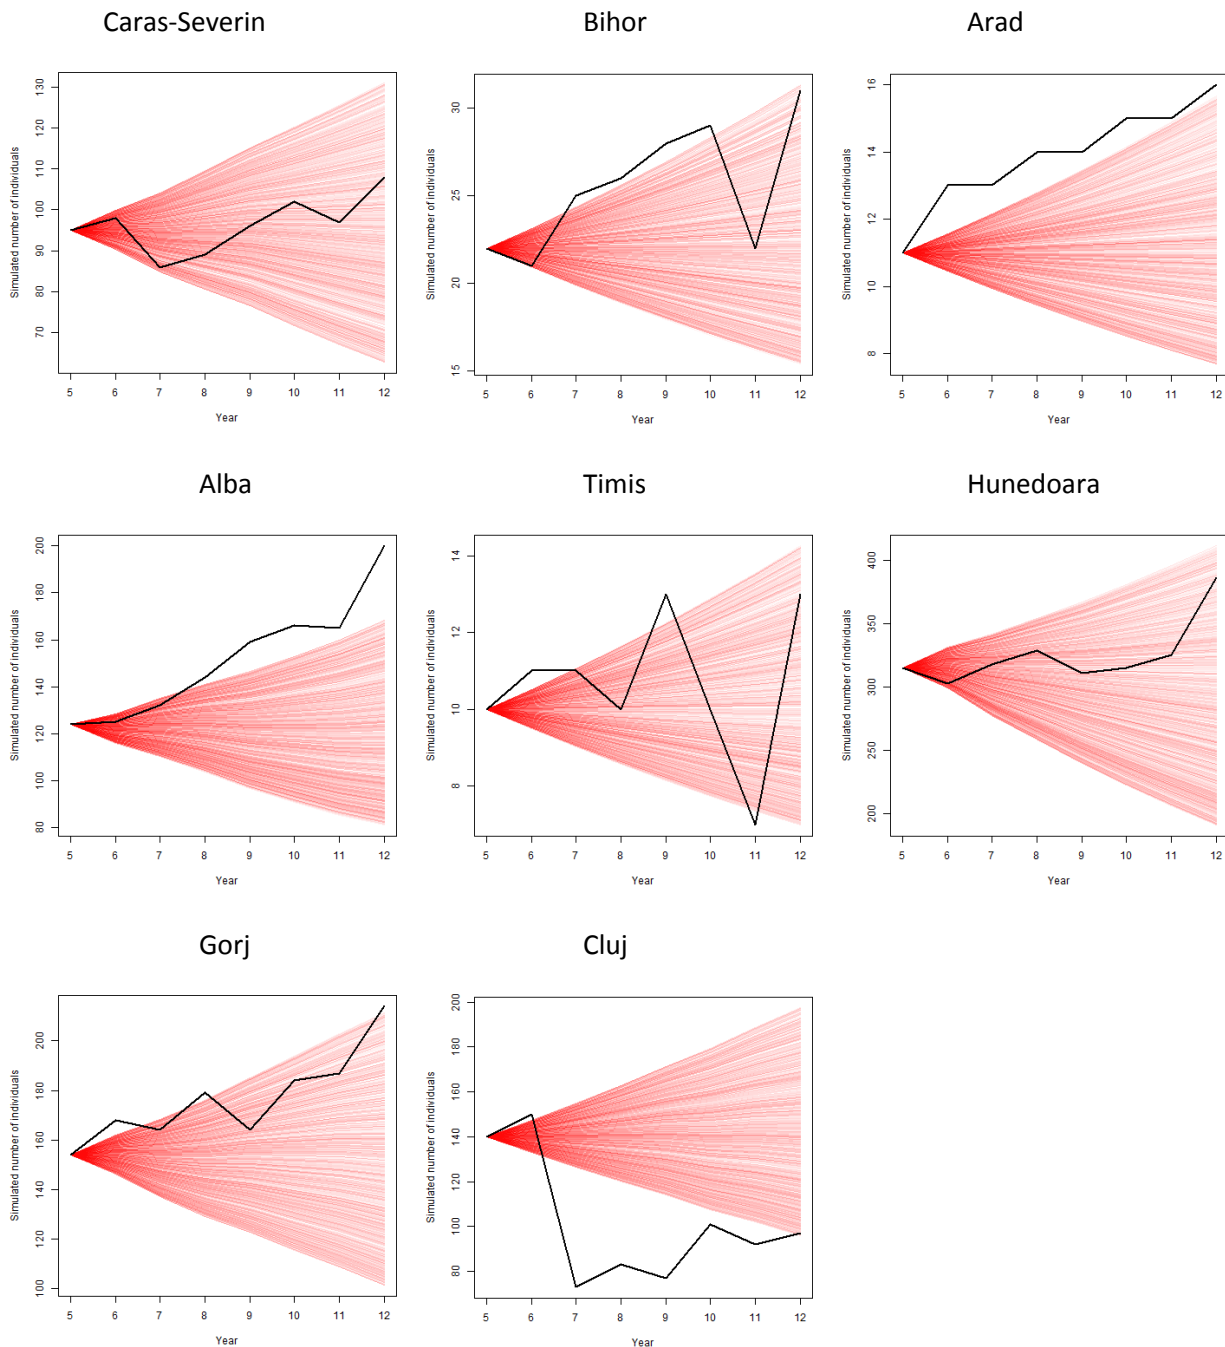 Caras-Severin
Simulated number of individuals
130
120
110
100
90
80
70
5 6 7 8 9 10 11 12
Year
Bihor
Simulated number of individuals
30
25
20
15
5 6 7 8 9 10 11 12
Year
Arad
Simulated number of individuals
16
14
12
10
8
5 6 7 8 9 10 11 12
Year
Alba
Simulated number of individuals
200
180
160
140
120
100
80
5 6 7 8 9 10 11 12
Year
Timis
Simulated number of individuals
14
12
10
8
5 6 7 8 9 10 11 12
Year
Hunedoara
Simulated number of individuals
400
350
300
250
200
5 6 7 8 9 10 11 12
Year
Gorj
Simulated number of individuals
200
180
160
140
120
100
5 6 7 8 9 10 11 12
Year
Cluj
Simulated number of individuals
200
180
160
140
120
100
80
5 6 7 8 9 10 11 12
Year